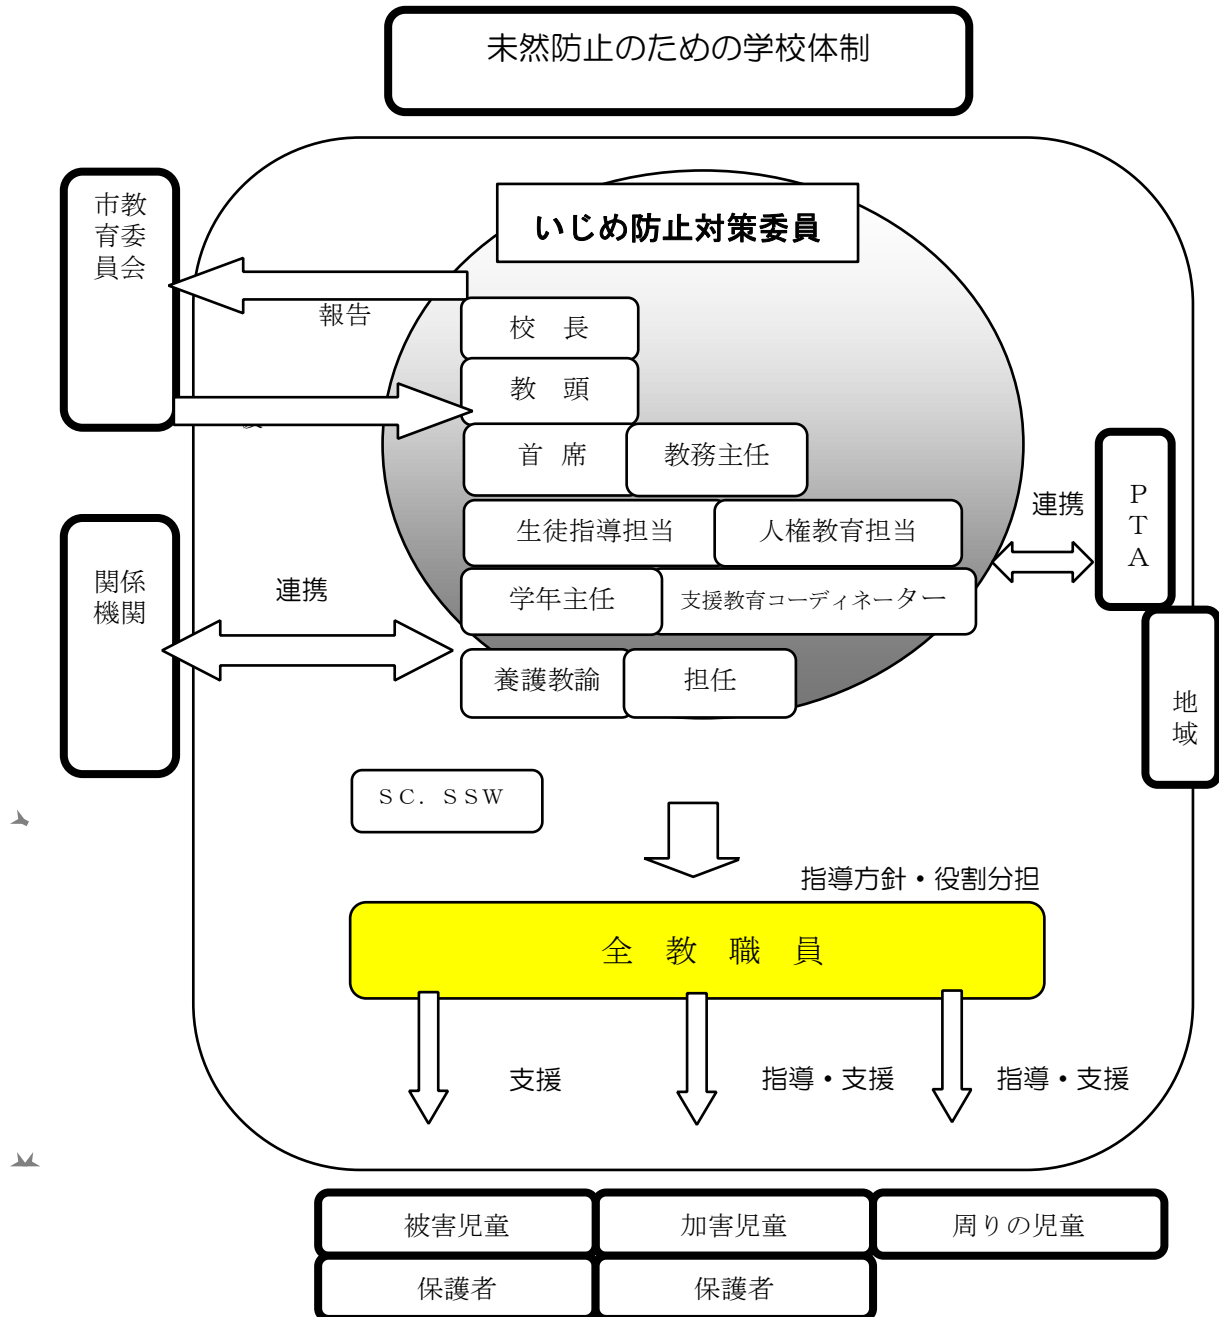 未然防止のための学校体制
市教
育委
員会
いじめ防止対策委員
報告
校　長
教　頭
首 席
教務主任
生徒指導担当
人権教育担当
連携
P
T
A
関係
機関
連携
学年主任
支援教育コーディネーター
養護教諭
担任
地
域
ＳＣ．ＳＳＷ
指導方針・役割分担
全　教　職　員
支援
指導・支援
指導・支援
被害児童
加害児童
周りの児童
保護者
保護者